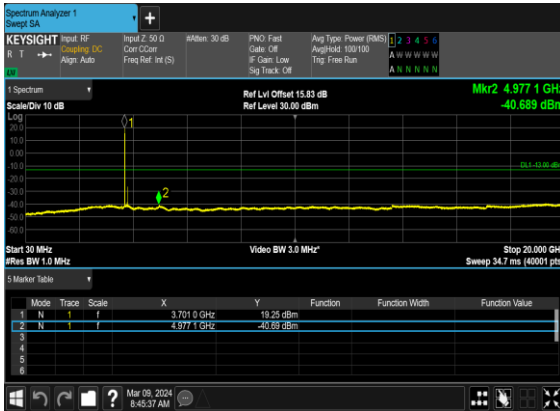 Spectrum Analyzer 1
Swept SA
+
KEYSIGHT Input: RF Input Z: 50 Ω #Atten: 30 dB PNO: Fast Avg Type: Power (RMS) 1 2 3 4 5 6
R T Coupling: DC Corr CCorr Gate: Off Avg|Hold: 100/100 A W W W W W
Align: Auto Freq Ref: Int (S) IF Gain: Low Trig: Free Run
Sig Track: Off A N N N N N
1 Spectrum Ref Lvl Offset 15.83 dB Mkr2 4.977 1 GHz
Scale/Div 10 dB Ref Level 30.00 dBm -40.689 dBm
Log
20.0
10.0
0.00
-10.0
-20.0
-30.0
-40.0
-50.0
-60.0
1
2
DL1 -13.00 dBm
Start 30 MHz Video BW 3.0 MHz* Stop 20.000 GHz
#Res BW 1.0 MHz Sweep 34.7 ms (40001 pts)
5 Marker Table
Mode Trace Scale X Y Function Function Width Function Value
1 N 1 f 3.701 0 GHz 19.25 dBm
2 N 1 f 4.977 1 GHz -40.69 dBm
3
4
5
6
? Mar 09, 2024
8:45:37 AM